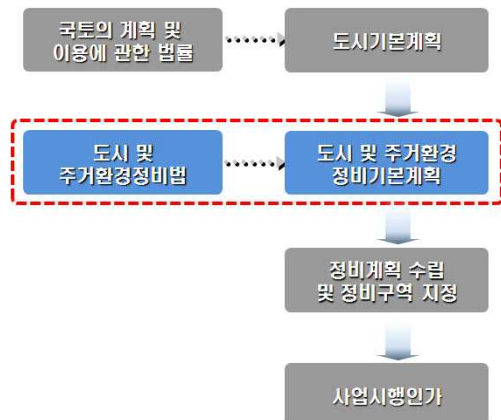 국토의 계획 및
이용에 관한 법률
도시기본계획
도시 및
주거환경정비법
도시 및 주거환경
정비기본계획
정비계획 수립
및 정비구역 지정
사업시행인가